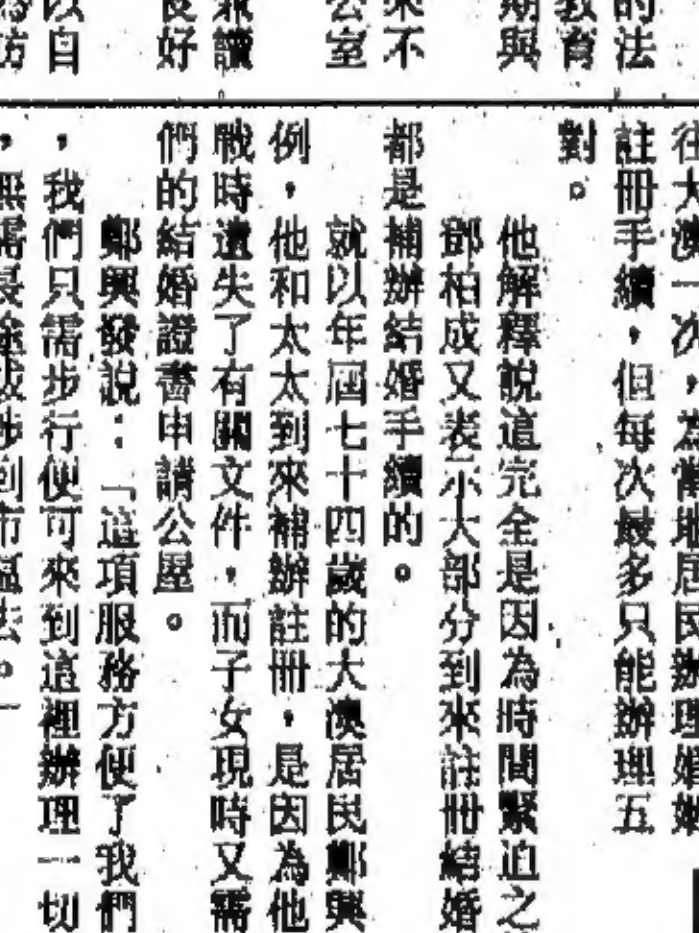 的法
教育
期與
來不
公室
兼讀
長好
以自
往大澳一次，為當地居民辦理婚姻
註冊手續，但每次最多只能辦理五
對。
他解釋說這完全是因為時間緊迫之
鄧柏成又表示大部分到來註冊結婚
都是補辦結婚手續的。
就以年屆七十四歲的大澳居民鄭興
例，他和太太到來補辦註冊，是因為他
戰時遺失了有關文件，而子女現時又需
們的結婚證書申請公屋。
鄭興發說：「這項服務方便了我們
，我們只需步行便可來到這裡辦理一切
，無需長途跋涉到市區去。」